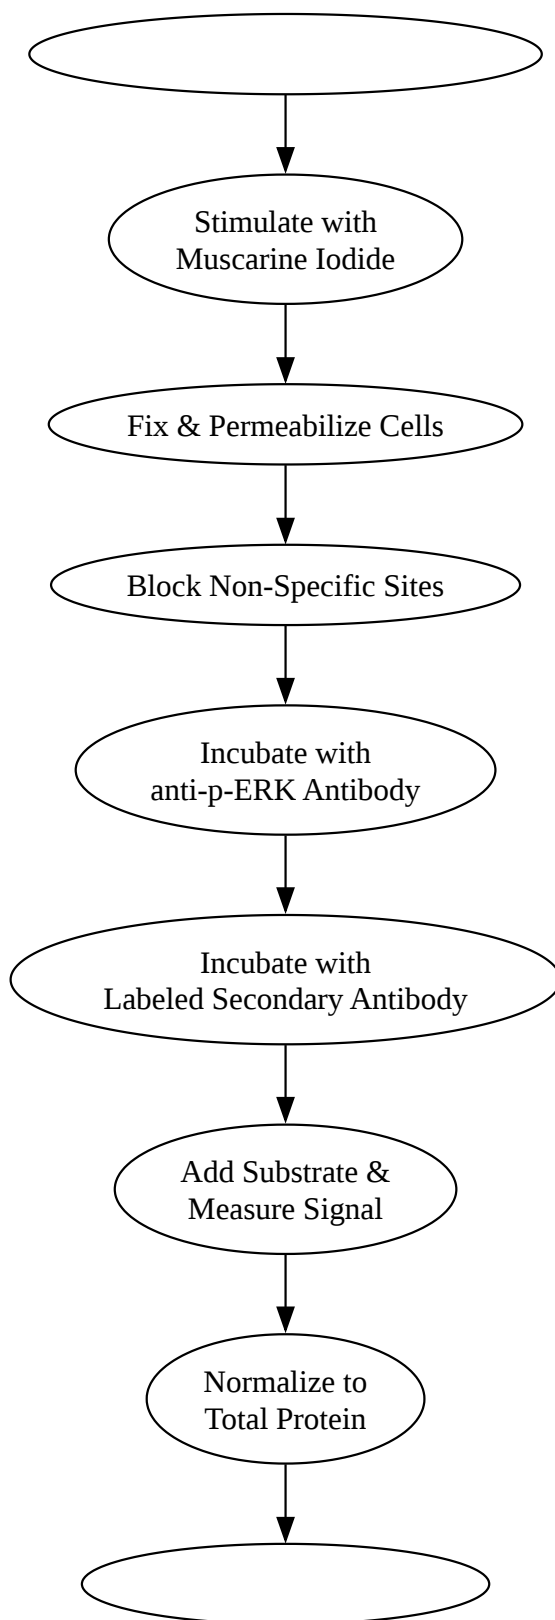 Stimulate with
Muscarine Iodide
Fix & Permeabilize Cells
Block Non-Specific Sites
Incubate with
anti-p-ERK Antibody
Incubate with
Labeled Secondary Antibody
Add Substrate &
Measure Signal
Normalize to
Total Protein